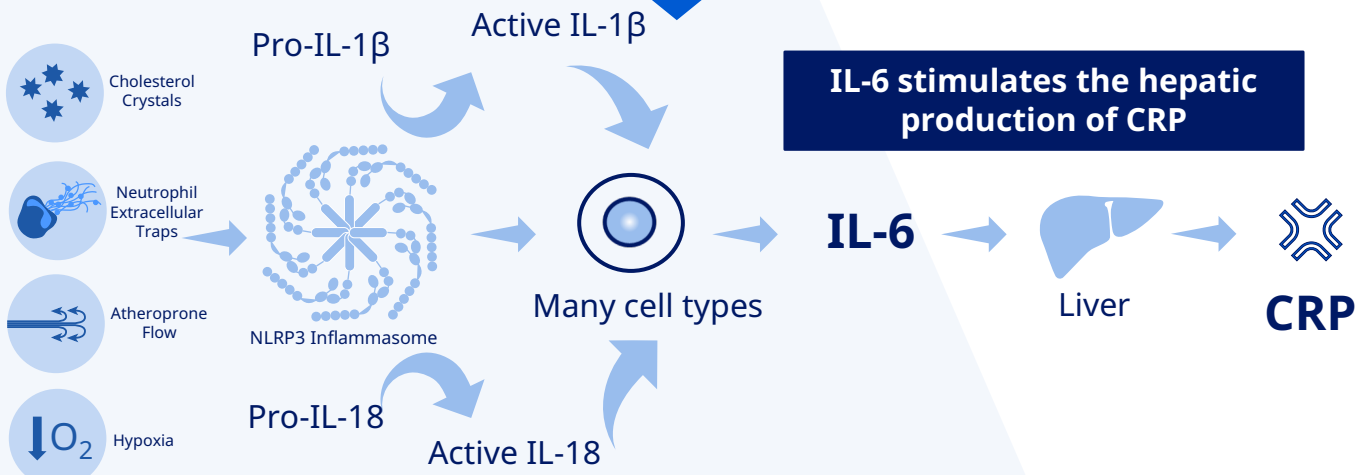 Pro-IL-1β
Active IL-1β
Cholesterol
Crystals
IL-6 stimulates the hepatic
production of CRP
Neutrophil
Extracellular
Traps
IL-6
Atheroprone
Flow
NLRP3 Inflammasome
Many cell types
Liver
CRP
Pro-IL-18
Active IL-18
O₂
Hypoxia